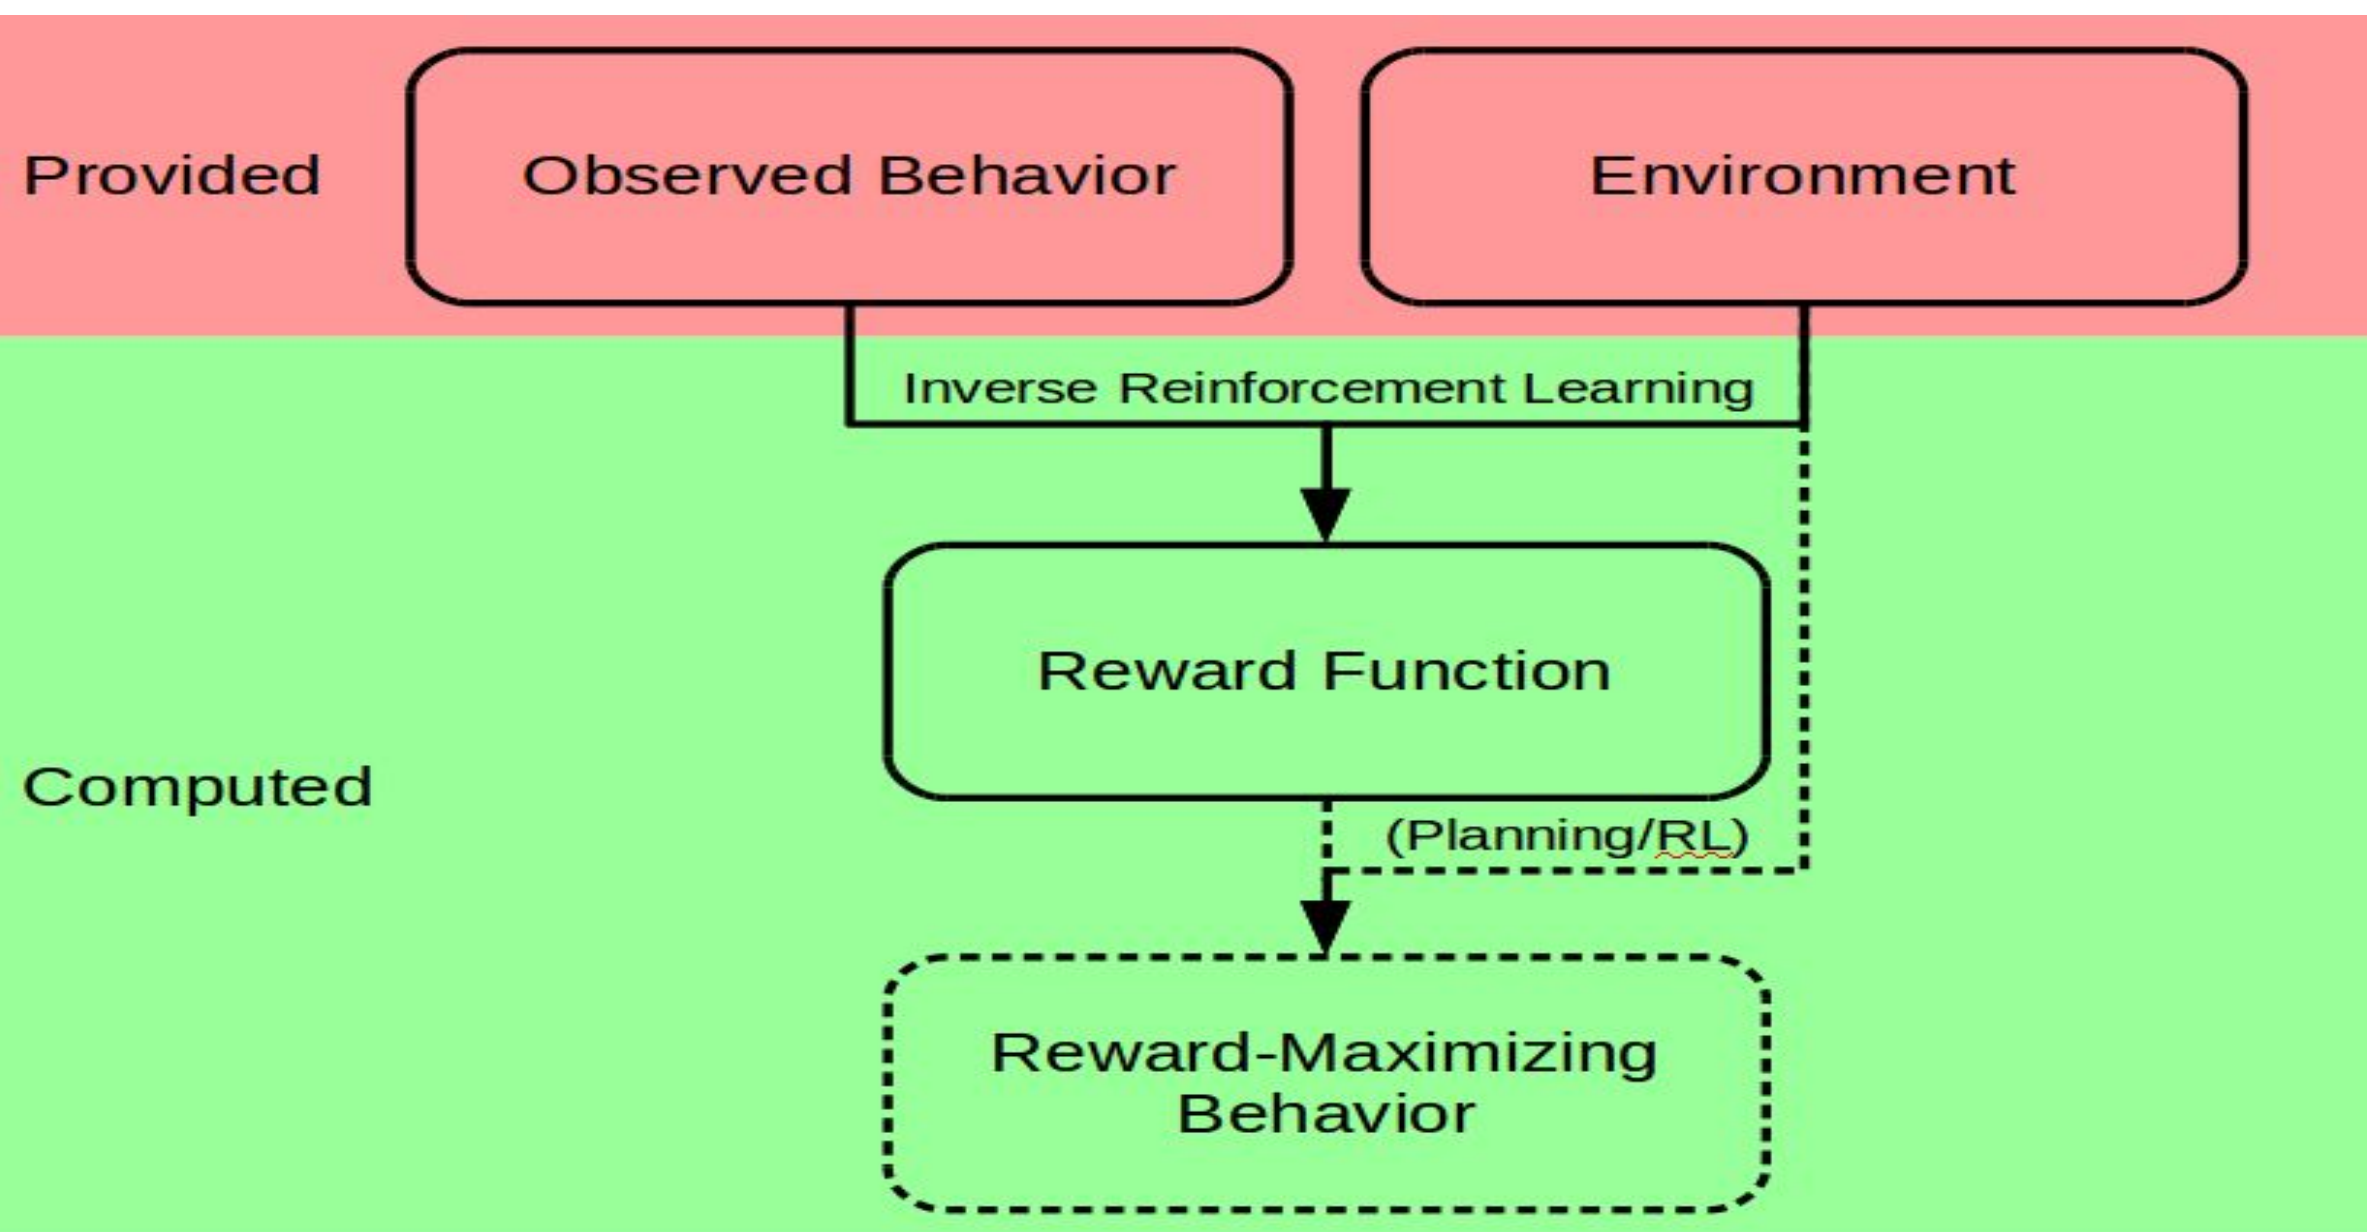 Provided
Observed Behavior
Environment
Inverse Reinforcement Learning
Reward Function
Computed
(Planning/RL)
Reward-Maximizing
Behavior